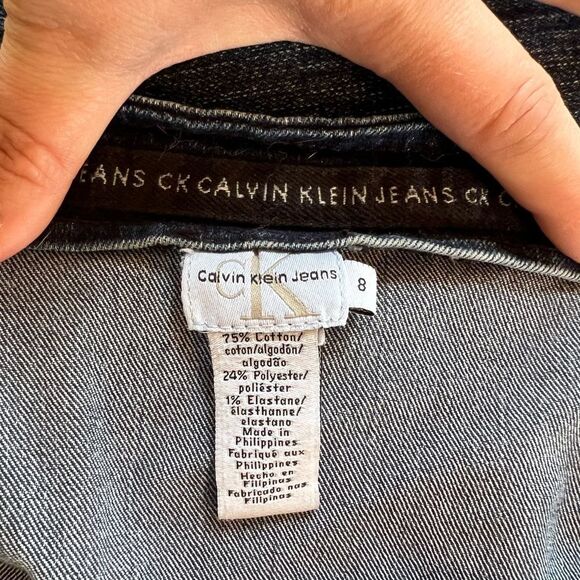 EANS CK CALVIN KLEIN JEANS CK
CK
Calvin Klein Jeans
8
75% Cotton/
coton/algodón/
algodão
24% Polyester/
poliéster
1% Elastane/
élasthanne/
elastano
Made in
Philippines
Fabriqué aux
Philippines
Hecho en
Filipinas
Fabricado nas
Filipinas